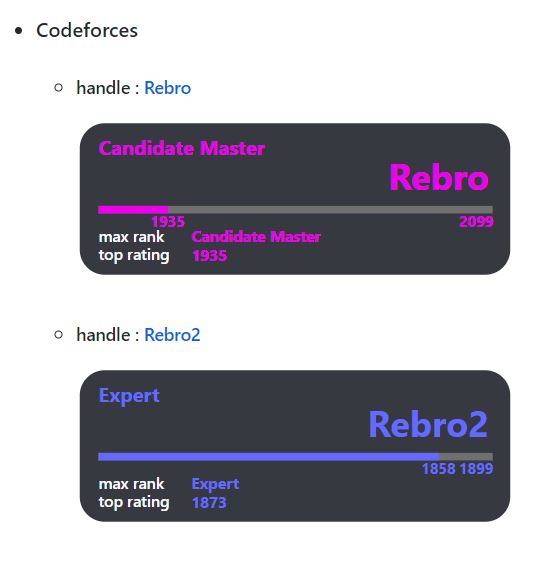 Codeforces
handle : Rebro
Candidate Master
Rebro
1935 2099
max rank Candidate Master
top rating 1935
handle : Rebro2
Expert
Rebro2
1858 1899
max rank Expert
top rating 1873